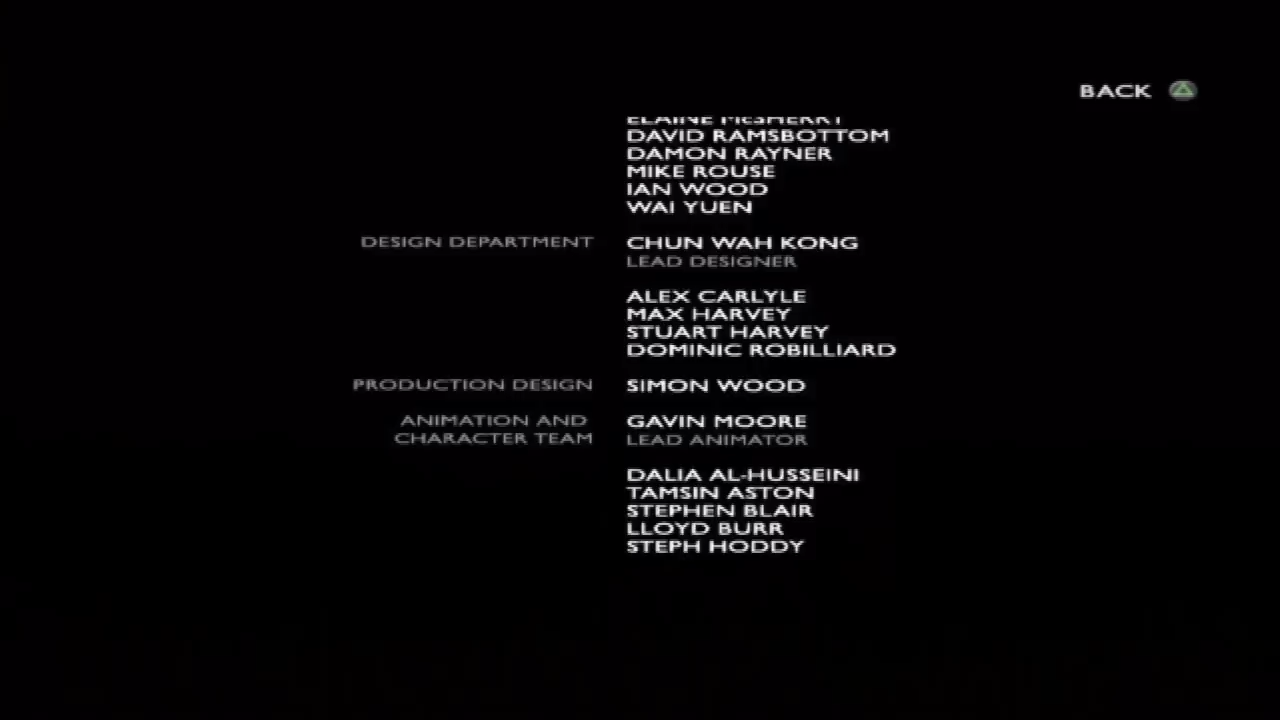 BACK
ELAINE McSHERRY
DAVID RAMSBOTTOM
DAMON RAYNER
MIKE ROUSE
IAN WOOD
WAI YUEN
DESIGN DEPARTMENT CHUN WAH KONG
LEAD DESIGNER
ALEX CARLYLE
MAX HARVEY
STUART HARVEY
DOMINIC ROBILLIARD
PRODUCTION DESIGN SIMON WOOD
ANIMATION AND GAVIN MOORE
CHARACTER TEAM LEAD ANIMATOR
DALIA AL-HUSSEINI
TAMSIN ASTON
STEPHEN BLAIR
LLOYD BURR
STEPH HODDY